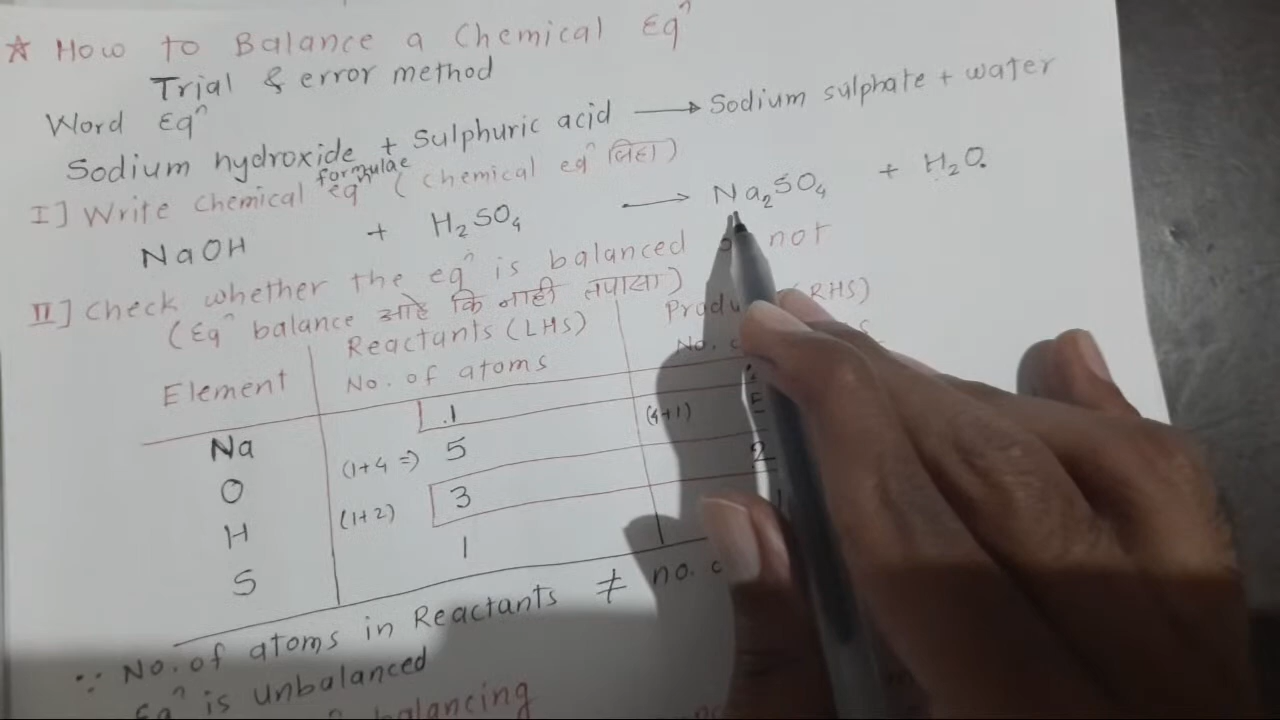 ☆ How to Balance a Chemical Eqⁿ
Trial & error method
Word Eqⁿ
Sodium hydroxide + Sulphuric acid ⟶ Sodium sulphate + water
I] Write chemical formulae eqⁿ (chemical eqⁿ लिहा)
NaOH + H₂SO₄ ⟶ Na₂SO₄ + H₂O.
II] Check whether the eqⁿ is balanced not
(Eqⁿ balance आहे कि नाही तपासा)
Element Reactants (LHS) (RHS)
No. of atoms No.
Na 1
O (1+4 ⇒) 5 (4+1)
H (1+2) 3 2
S 1
∵ No. of atoms in Reactants ≠ no.
Eqⁿ is unbalanced
balancing